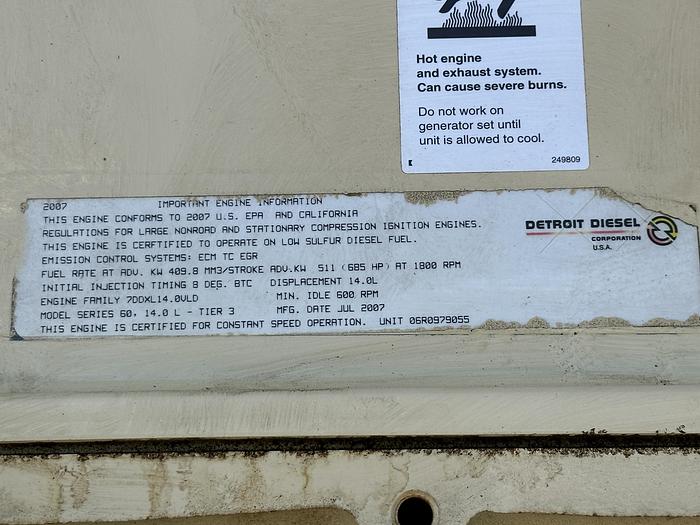 Hot engine
and exhaust system.
Can cause severe burns.
Do not work on
generator set until
unit is allowed to cool.
249809
2007 IMPORTANT ENGINE INFORMATION
THIS ENGINE CONFORMS TO 2007 U.S. EPA AND CALIFORNIA
REGULATIONS FOR LARGE NONROAD AND STATIONARY COMPRESSION IGNITION ENGINES.
THIS ENGINE IS CERFTIFIED TO OPERATE ON LOW SULFUR DIESEL FUEL.
EMISSION CONTROL SYSTEMS: ECM TC EGR
FUEL RATE AT ADV. KW 409.8 MM3/STROKE ADV.KW 511 (685 HP) AT 1800 RPM
INITIAL INJECTION TIMING 8 DEG. BTC DISPLACEMENT 14.0L
ENGINE FAMILY 7DDXL14.0VLD MIN. IDLE 600 RPM
MODEL SERIES 60, 14.0 L - TIER 3 MFG. DATE JUL 2007
THIS ENGINE IS CERTIFIED FOR CONSTANT SPEED OPERATION. UNIT 06R0979055
DETROIT DIESEL
CORPORATION
U.S.A.